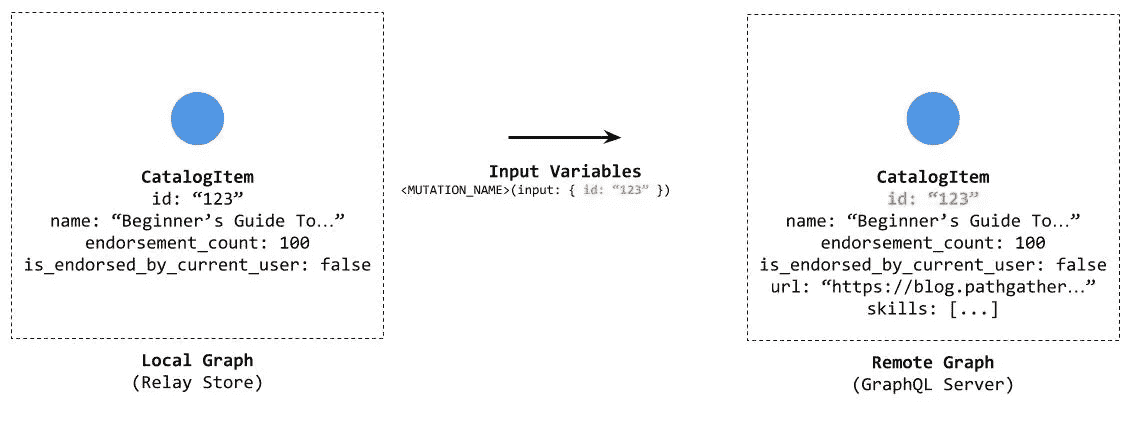 CatalogItem
id: “123”
name: “Beginner’s Guide To…”
endorsement_count: 100
is_endorsed_by_current_user: false
Local Graph
(Relay Store)
Input Variables
<MUTATION_NAME>(input: { id: “123” })
CatalogItem
id: “123”
name: “Beginner’s Guide To…”
endorsement_count: 100
is_endorsed_by_current_user: false
url: “https://blog.pathgather…”
skills: [...]
Remote Graph
(GraphQL Server)